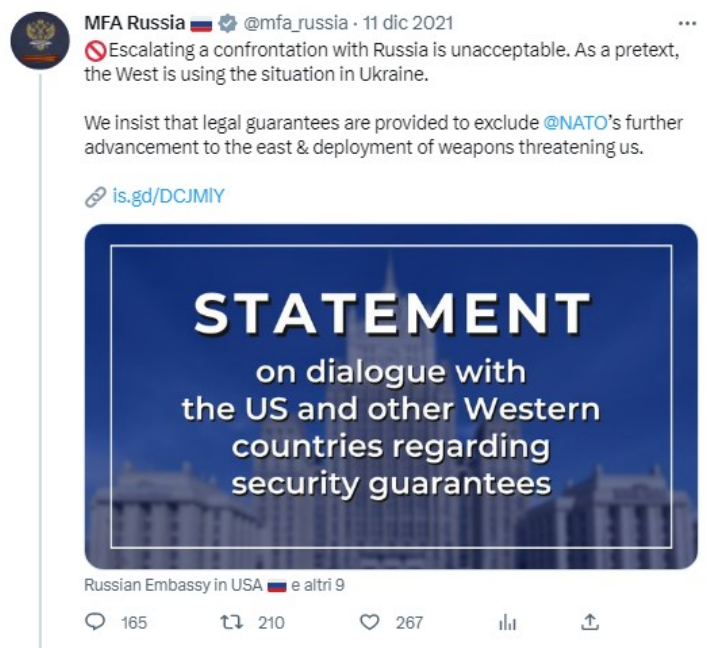 MFA Russia 🇷🇺 @mfa_russia · 11 dic 2021
🚫Escalating a confrontation with Russia is unacceptable. As a pretext,
the West is using the situation in Ukraine.
We insist that legal guarantees are provided to exclude @NATO's further
advancement to the east & deployment of weapons threatening us.
🔗 is.gd/DCJMlY
STATEMENT
on dialogue with
the US and other Western
countries regarding
security guarantees
Russian Embassy in USA 🇷🇺 e altri 9
165 210 267